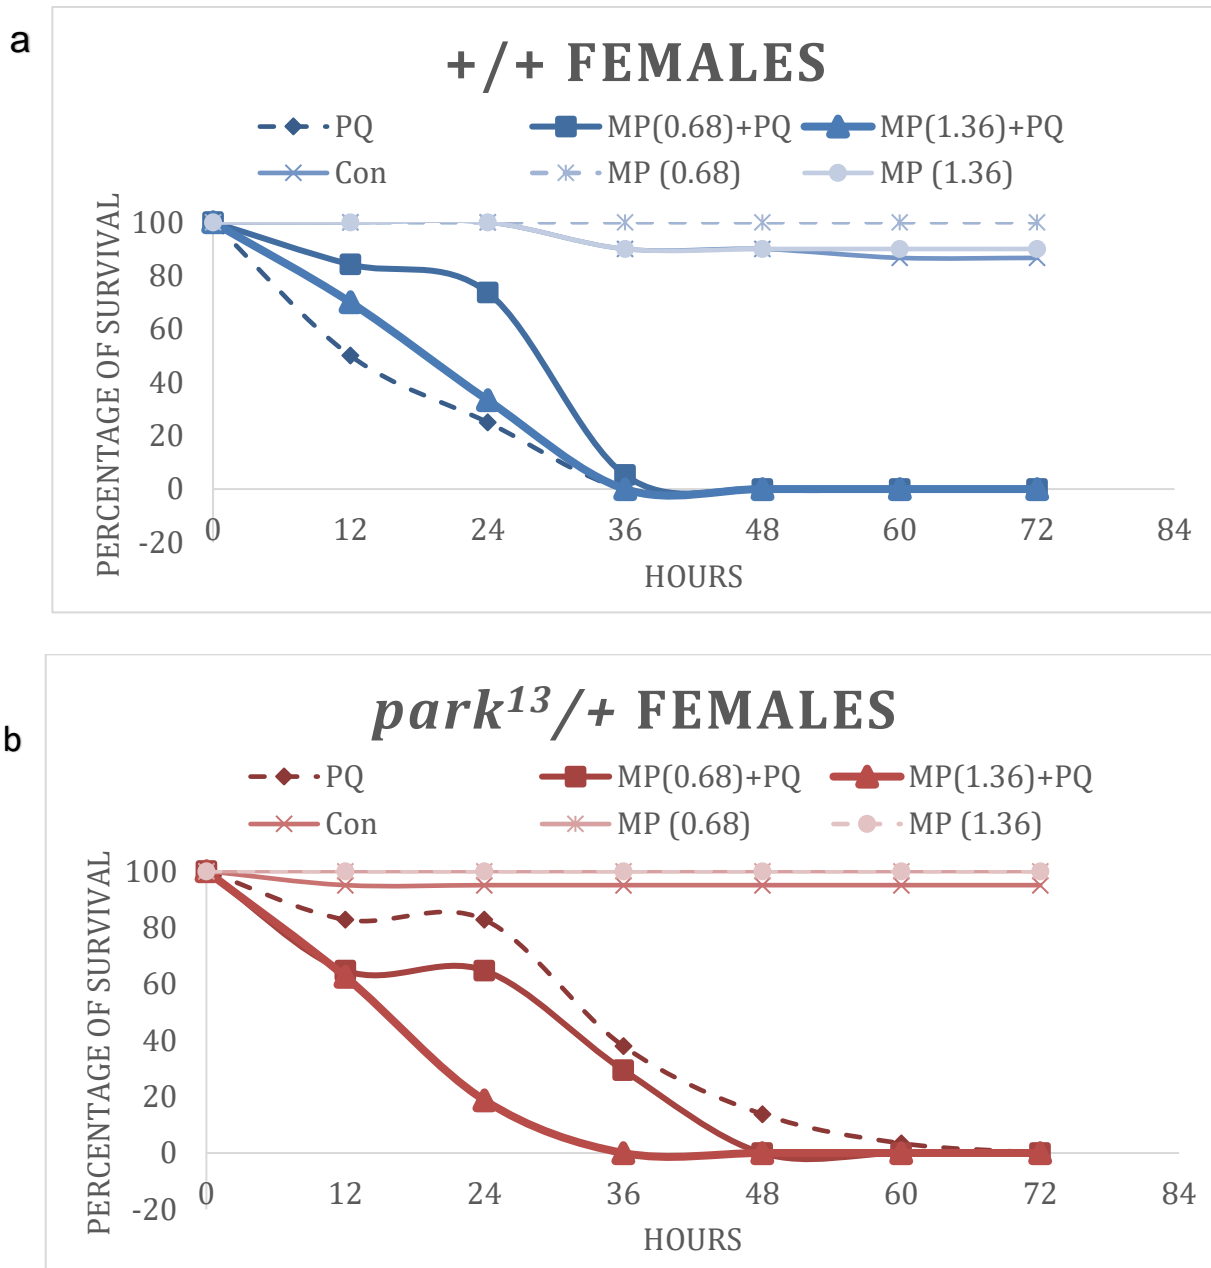 a
+/+ FEMALES
PQ MP(0.68)+PQ MP(1.36)+PQ
Con MP (0.68) MP (1.36)
PERCENTAGE OF SURVIVAL
100
80
60
40
20
0
-20
0 12 24 36 48 60 72 84
HOURS
b
park¹³/+ FEMALES
PQ MP(0.68)+PQ MP(1.36)+PQ
Con MP (0.68) MP (1.36)
PERCENTAGE OF SURVIVAL
100
80
60
40
20
0
-20
0 12 24 36 48 60 72 84
HOURS